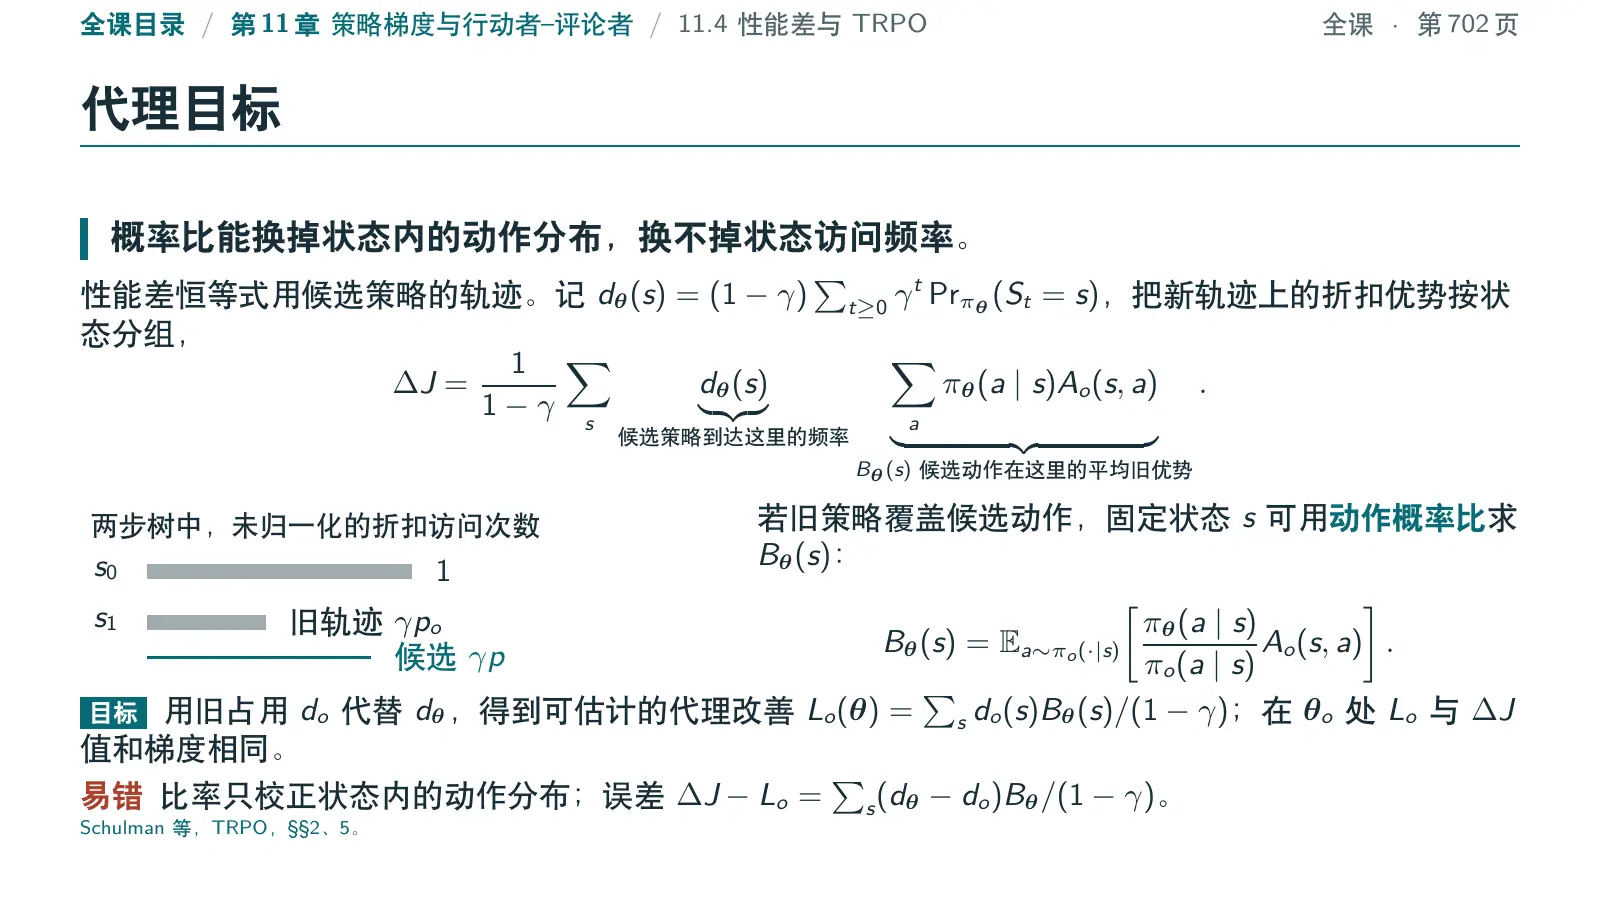 全课目录 / 第11章 策略梯度与行动者–评论者 / 11.4 性能差与 TRPO
全课 · 第702页
代理目标
概率比能换掉状态内的动作分布，换不掉状态访问频率。
性能差恒等式用候选策略的轨迹。记 d_θ(s) = (1 − γ) ∑_{t≥0} γ^t Pr_{π_θ}(S_t = s)，把新轨迹上的折扣优势按状
态分组，
ΔJ = \frac{1}{1 − γ} ∑_s d_θ(s) ∑_a π_θ(a | s)A_o(s, a) .
候选策略到达这里的频率
B_θ(s) 候选动作在这里的平均旧优势
两步树中，未归一化的折扣访问次数
s_0 1
s_1 旧轨迹 γp_o
候选 γp
若旧策略覆盖候选动作，固定状态 s 可用动作概率比求
B_θ(s)：
B_θ(s) = 𝔼_{a∼π_o(·|s)} [ \frac{π_θ(a | s)}{π_o(a | s)} A_o(s, a) ] .
目标 用旧占用 d_o 代替 d_θ，得到可估计的代理改善 L_o(θ) = ∑_s d_o(s)B_θ(s)/(1 − γ)；在 θ_o 处 L_o 与 ΔJ
值和梯度相同。
易错 比率只校正状态内的动作分布；误差 ΔJ − L_o = ∑_s(d_θ − d_o)B_θ/(1 − γ)。
Schulman 等，TRPO，§§2、5。